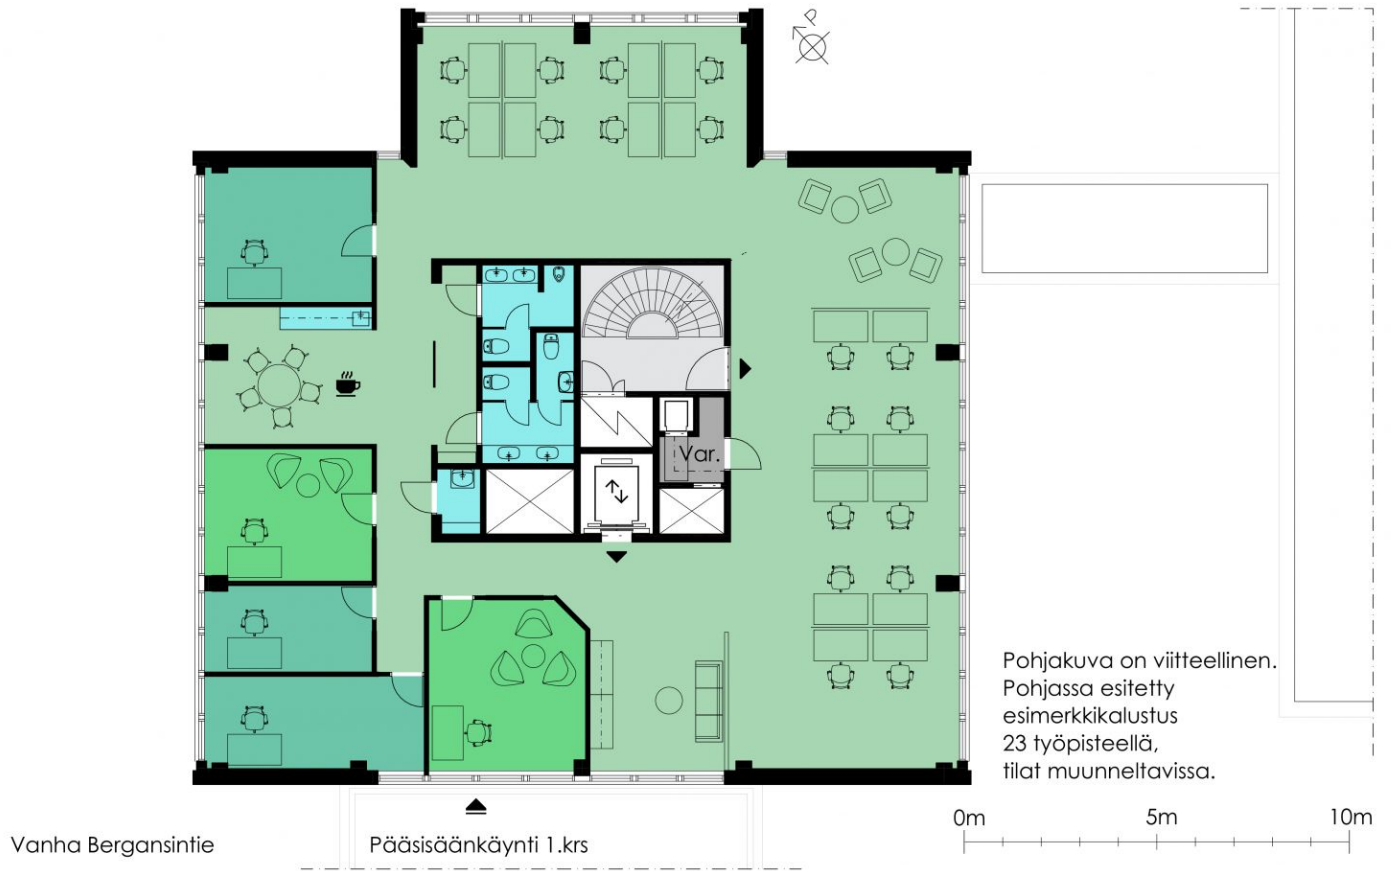 P
Var.
Pohjakuva on viitteellinen.
Pohjassa esitetty
esimerkkikalustus
23 työpisteellä,
tilat muunneltavissa.
0m 5m 10m
Vanha Bergansintie
Pääsisäänkäynti 1.krs